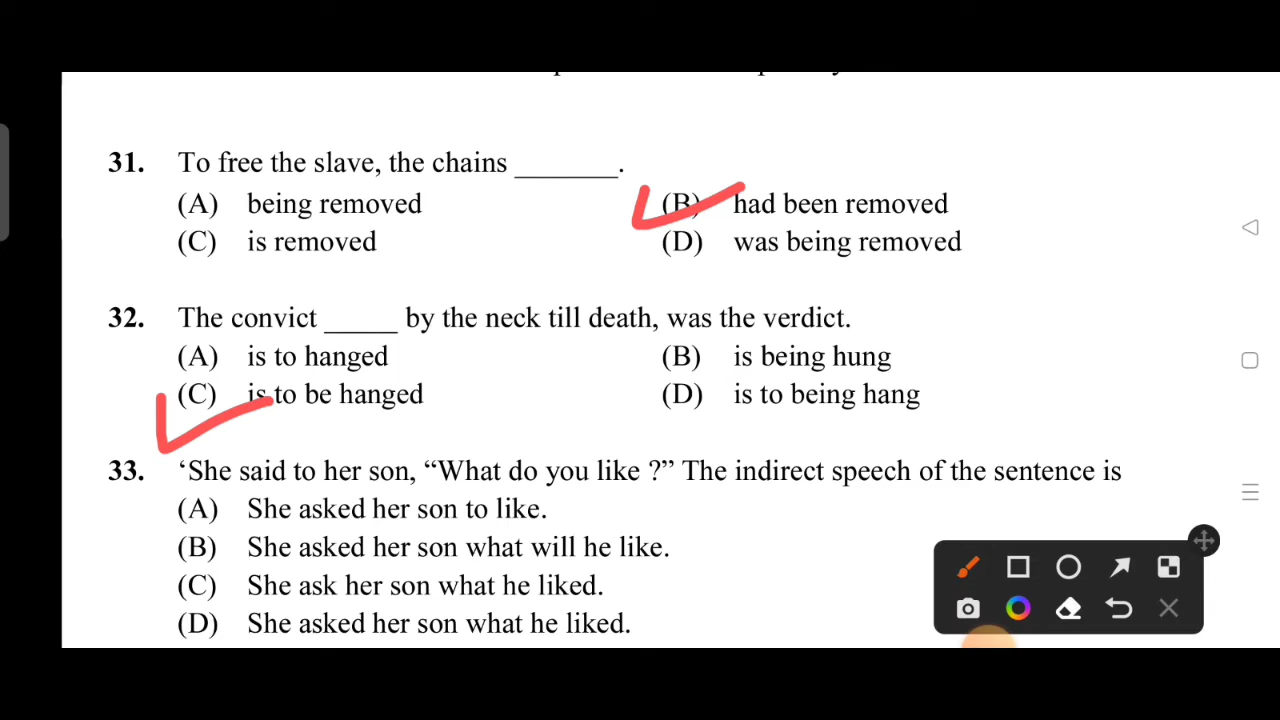 31. To free the slave, the chains _______.
(A) being removed (B) had been removed
(C) is removed (D) was being removed
32. The convict _____ by the neck till death, was the verdict.
(A) is to hanged (B) is being hung
(C) is to be hanged (D) is to being hang
33. ‘She said to her son, “What do you like ?” The indirect speech of the sentence is
(A) She asked her son to like.
(B) She asked her son what will he like.
(C) She ask her son what he liked.
(D) She asked her son what he liked.